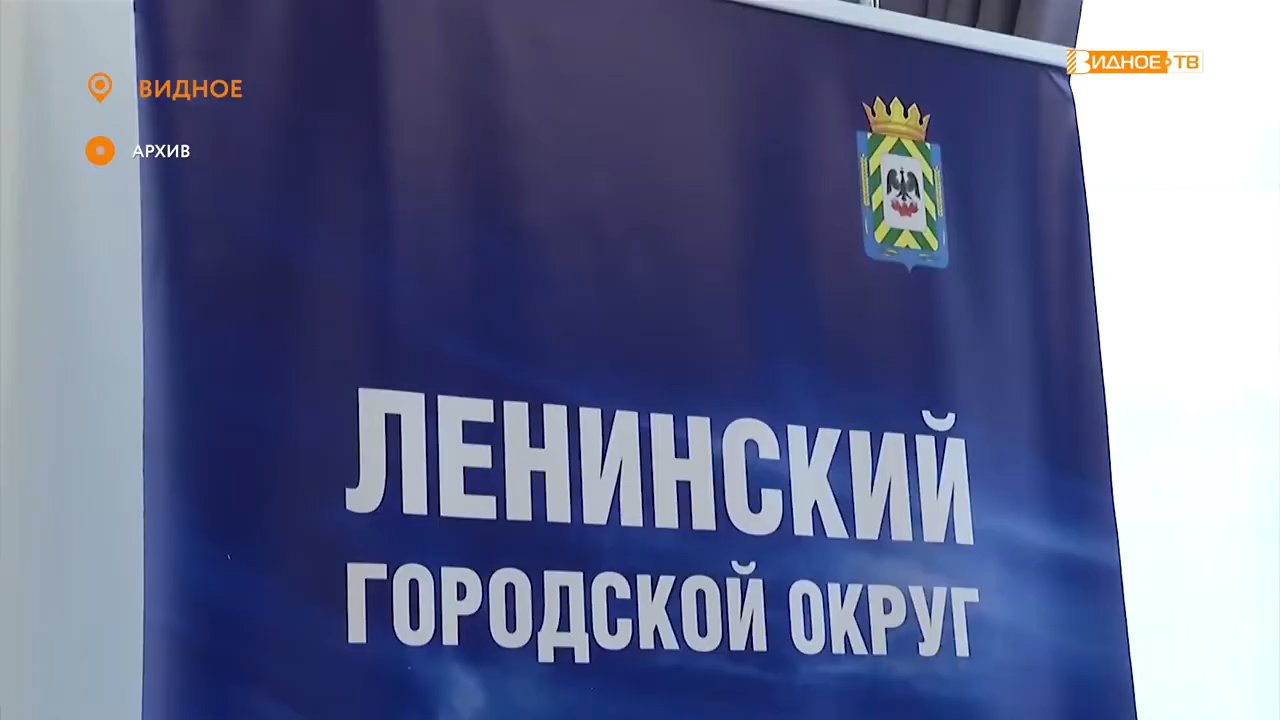 ВИДНОЕ
ВИДНОЕ ТВ
АРХИВ
ЛЕНИНСКИЙ
ГОРОДСКОЙ ОКРУГ